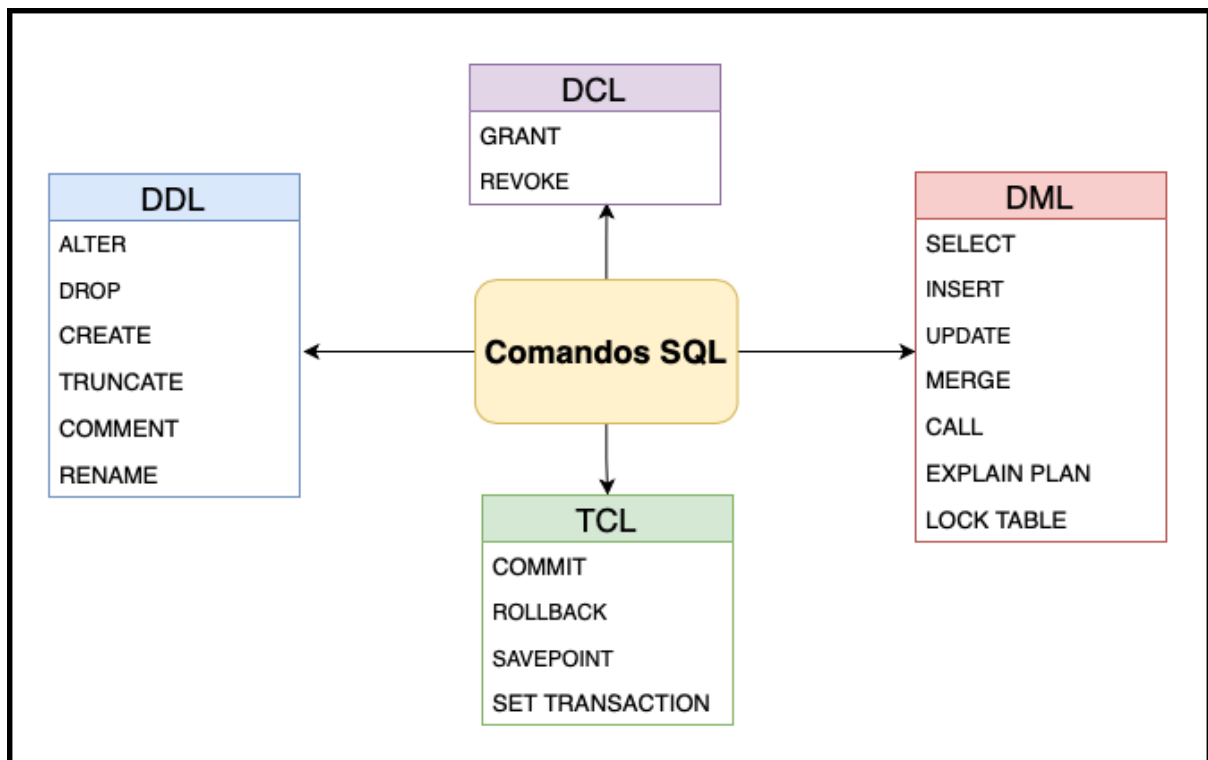 DCL
GRANT
REVOKE
DDL
ALTER
DROP
CREATE
TRUNCATE
COMMENT
RENAME
Comandos SQL
DML
SELECT
INSERT
UPDATE
MERGE
CALL
EXPLAIN PLAN
LOCK TABLE
TCL
COMMIT
ROLLBACK
SAVEPOINT
SET TRANSACTION